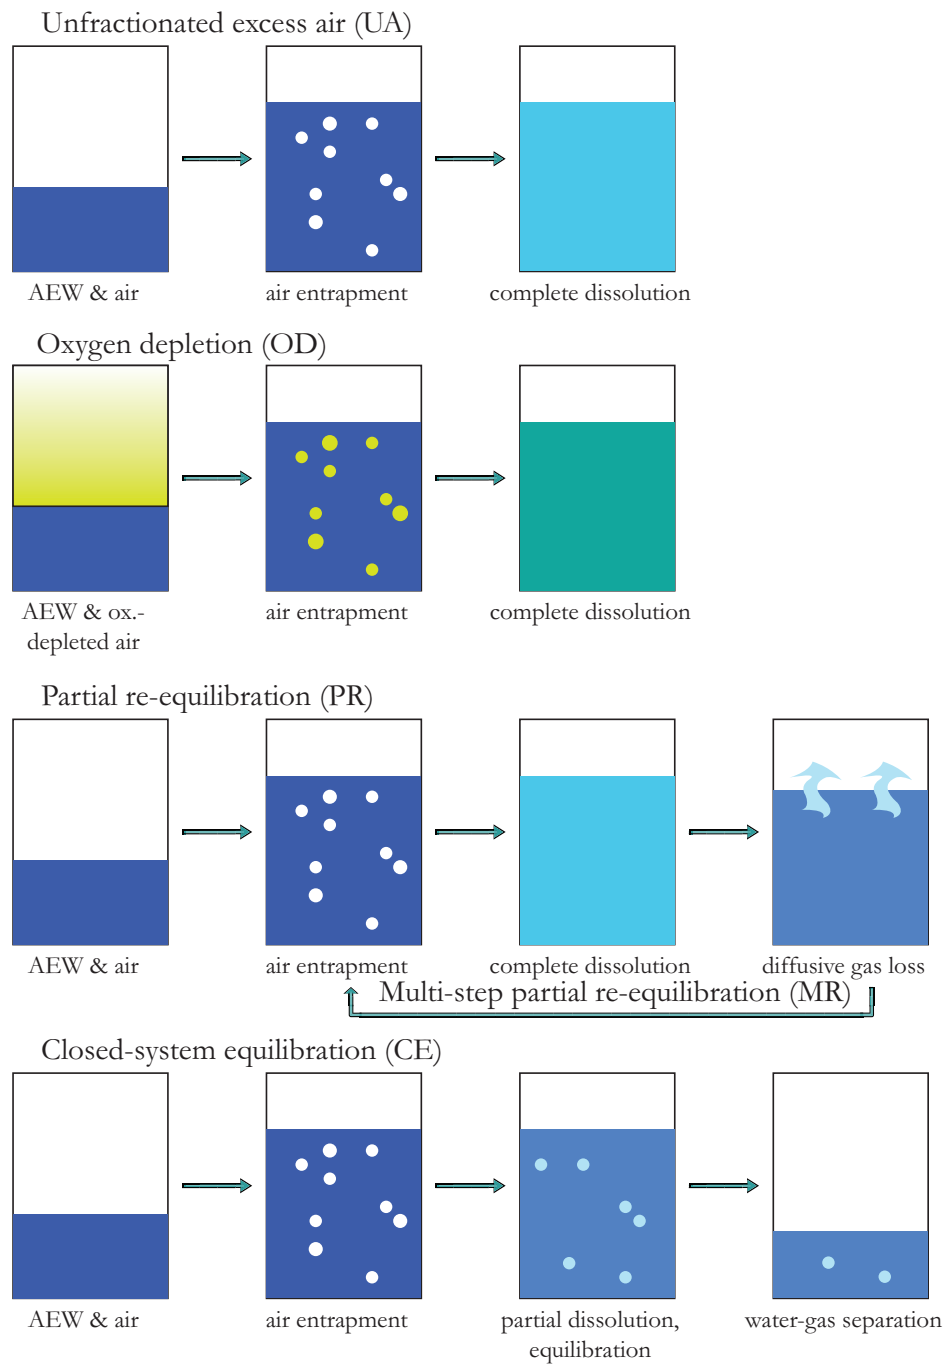 Unfractionated excess air (UA)
AEW & air
air entrapment
complete dissolution
Oxygen depletion (OD)
AEW & ox.-
depleted air
air entrapment
complete dissolution
Partial re-equilibration (PR)
AEW & air
air entrapment
complete dissolution
diffusive gas loss
Multi-step partial re-equilibration (MR)
Closed-system equilibration (CE)
AEW & air
air entrapment
partial dissolution,
equilibration
water-gas separation